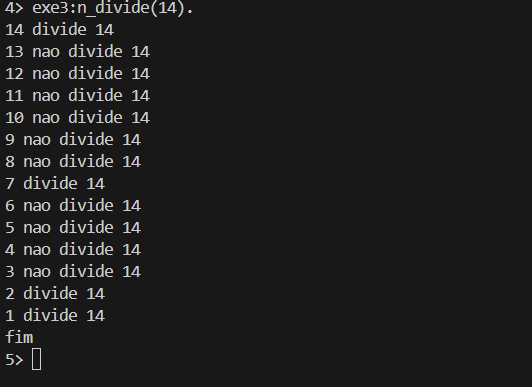 4> exe3:n_divide(14).
14 divide 14
13 nao divide 14
12 nao divide 14
11 nao divide 14
10 nao divide 14
9 nao divide 14
8 nao divide 14
7 divide 14
6 nao divide 14
5 nao divide 14
4 nao divide 14
3 nao divide 14
2 divide 14
1 divide 14
fim
5>